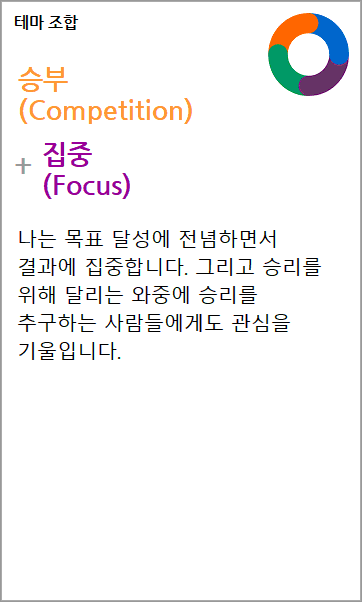 테마 조합
승부
(Competition)
+ 집중
(Focus)
나는 목표 달성에 전념하면서
결과에 집중합니다. 그리고 승리를
위해 달리는 와중에 승리를
추구하는 사람들에게도 관심을
기울입니다.